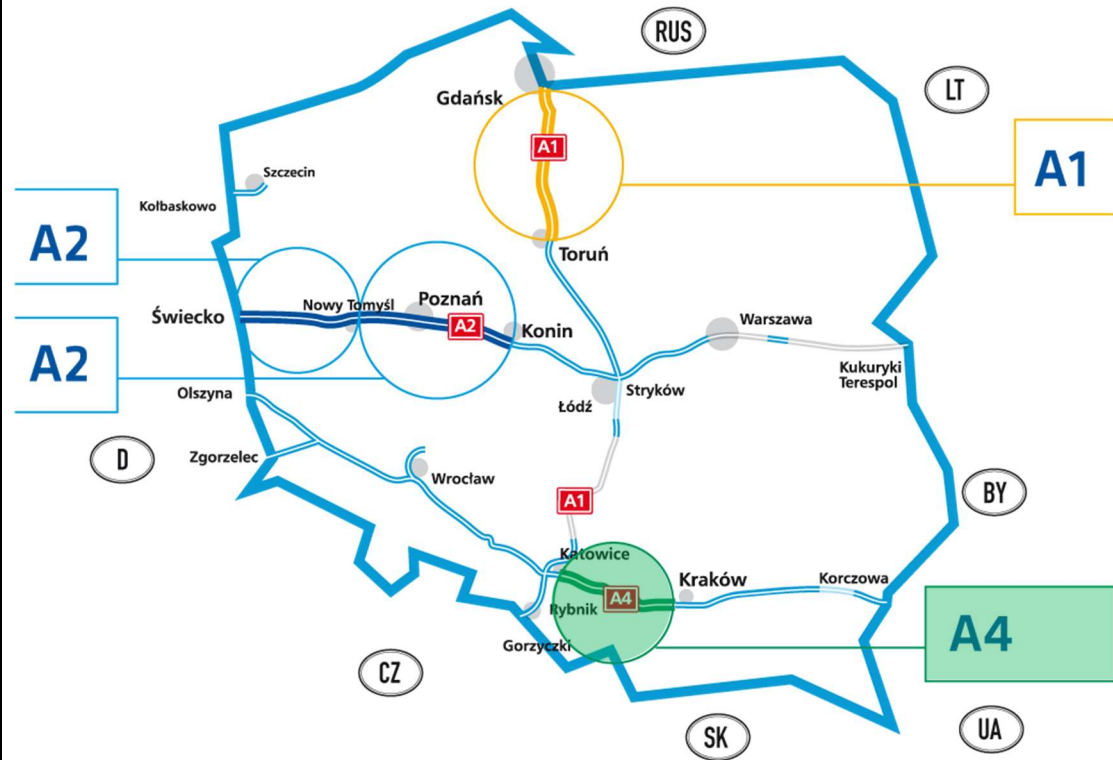 RUS
LT
Gdańsk
A1
A1
Szczecin
Kołbaskowo
A2
Toruń
Świecko
Nowy Tomyśl
Poznań
A2
Konin
Warszawa
A2
Kukuryki
Terespol
Olszyna
Łódź
Stryków
D
Zgorzelec
Wrocław
BY
A1
Katowice
Kraków
Korczowa
Rybnik
A4
Gorzyczki
A4
CZ
SK
UA